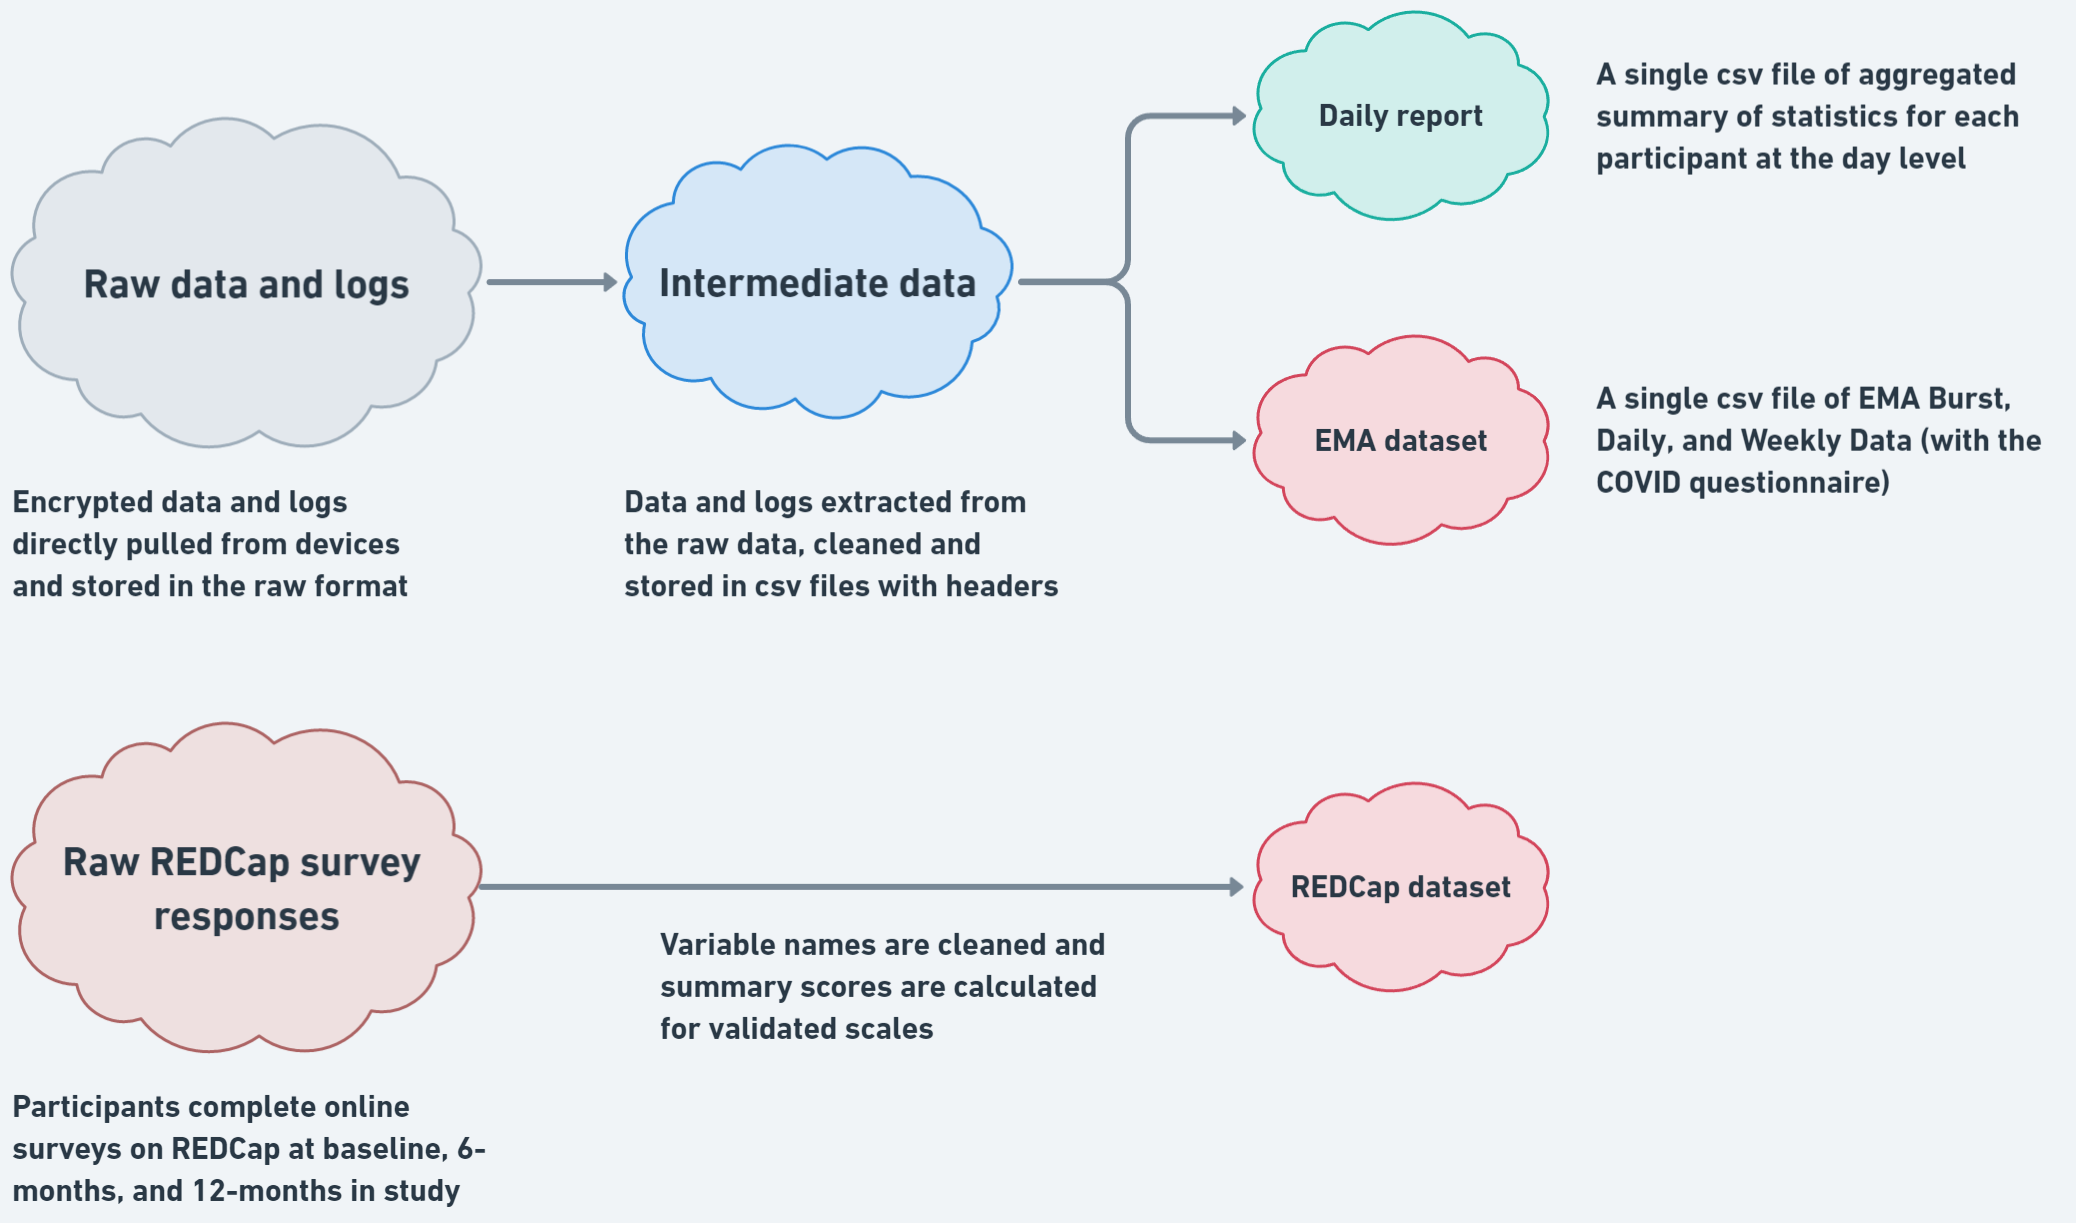 Raw data and logs
Encrypted data and logs
directly pulled from devices
and stored in the raw format
Intermediate data
Data and logs extracted from
the raw data, cleaned and
stored in csv files with headers
Daily report
A single csv file of aggregated
summary of statistics for each
participant at the day level
EMA dataset
A single csv file of EMA Burst,
Daily, and Weekly Data (with the
COVID questionnaire)
Raw REDCap survey
responses
Participants complete online
surveys on REDCap at baseline, 6-
months, and 12-months in study
Variable names are cleaned and
summary scores are calculated
for validated scales
REDCap dataset